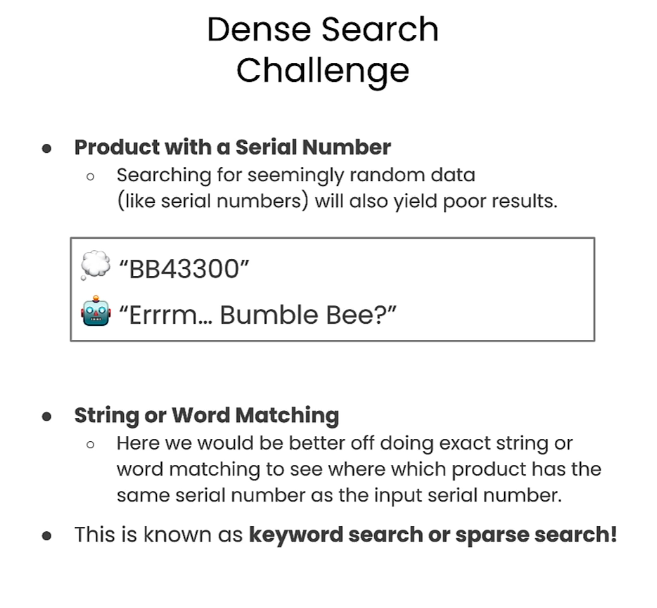 Dense Search
Challenge
● Product with a Serial Number
○ Searching for seemingly random data
(like serial numbers) will also yield poor results.
💭 “BB43300”
🤖 “Errrm... Bumble Bee?”
● String or Word Matching
○ Here we would be better off doing exact string or
word matching to see where which product has the
same serial number as the input serial number.
● This is known as keyword search or sparse search!